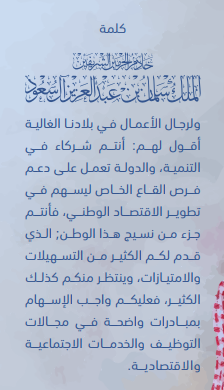 كلمة
خادم الحرمين الشريفين
الملك سلمان بن عبدالعزيز آل سعود
ولرجال الأعمال في بلادنا الغالية
أقول لهم: أنتم شركاء في
التنمية، والدولة تعمل على دعم
فرص القاع الخاص ليسهم في
تطوير الاقتصاد الوطني، فأنتم
جزء من نسيج هذا الوطن; الذي
قدم لكم الكثير من التسهيلات
والامتيازات، وينتظر منكم كذلك
الكثير، فعليكم واجب الإسهام
بمبادرات واضحة في مجالات
التوظيف والخدمات الاجتماعية
والاقتصادية.